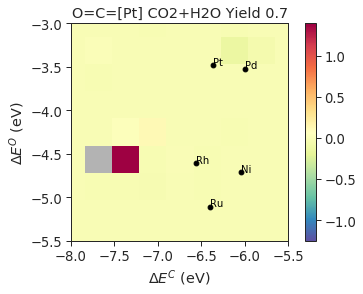 O=C=[Pt] CO2+H2O Yield 0.7
−3.0
−3.5
−4.0
−4.5
−5.0
−5.5
ΔE^O (eV)
Pt
Pd
Rh
Ni
Ru
−8.0 −7.5 −7.0 −6.5 −6.0 −5.5
ΔE^C (eV)
1.0
0.5
0.0
−0.5
−1.0